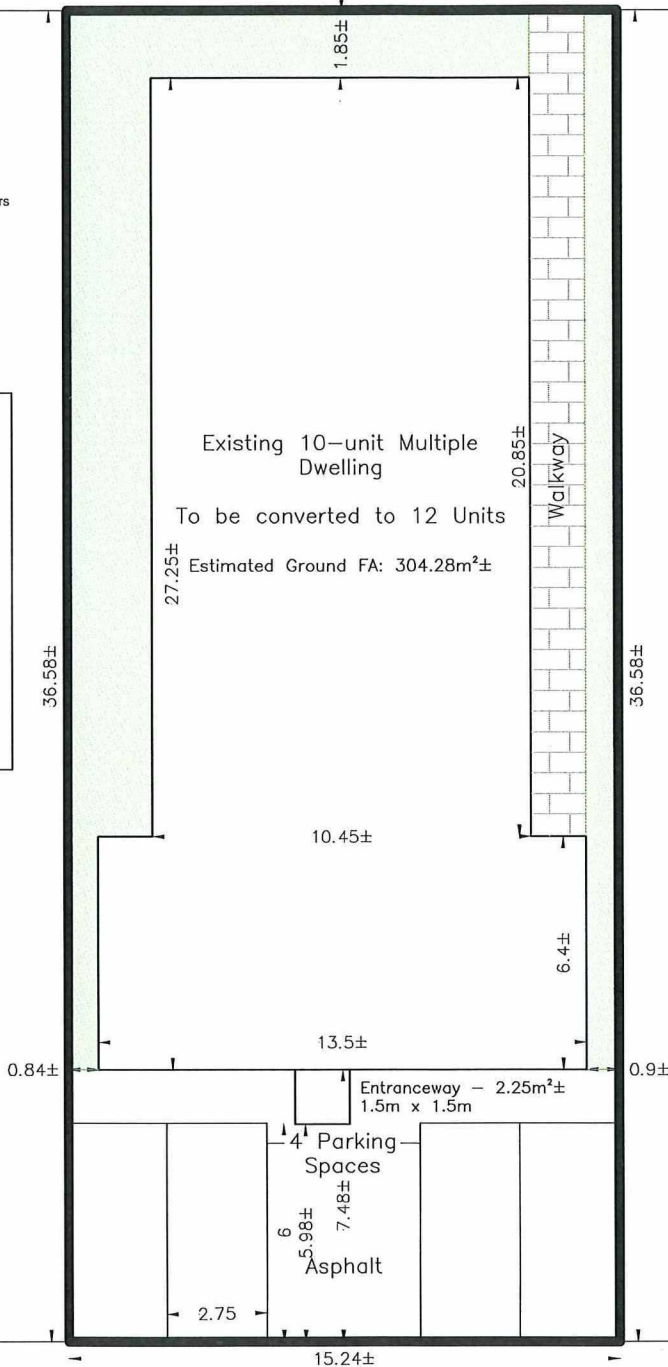 1.85±
rs
Existing 10-unit Multiple
Dwelling
To be converted to 12 Units
Estimated Ground FA: 304.28m²±
27.25±
20.85±
Walkway
36.58±
36.58±
10.45±
6.4±
13.5±
0.84±
0.9±
Entranceway - 2.25m²±
1.5m x 1.5m
4 Parking
Spaces
6
5.98±
7.48±
Asphalt
2.75
15.24±